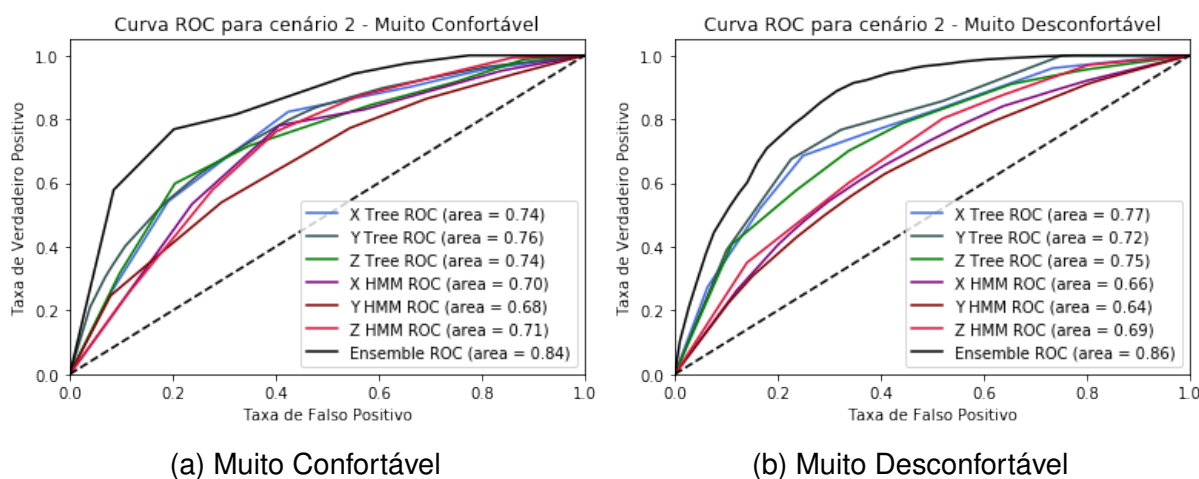 Curva ROC para cenário 2 - Muito Confortável
Taxa de Verdadeiro Positivo
1.0
0.8
0.6
0.4
0.2
0.0
X Tree ROC (area = 0.74)
Y Tree ROC (area = 0.76)
Z Tree ROC (area = 0.74)
X HMM ROC (area = 0.70)
Y HMM ROC (area = 0.68)
Z HMM ROC (area = 0.71)
Ensemble ROC (area = 0.84)
0.0 0.2 0.4 0.6 0.8 1.0
Taxa de Falso Positivo
(a) Muito Confortável
Curva ROC para cenário 2 - Muito Desconfortável
Taxa de Verdadeiro Positivo
1.0
0.8
0.6
0.4
0.2
0.0
X Tree ROC (area = 0.77)
Y Tree ROC (area = 0.72)
Z Tree ROC (area = 0.75)
X HMM ROC (area = 0.66)
Y HMM ROC (area = 0.64)
Z HMM ROC (area = 0.69)
Ensemble ROC (area = 0.86)
0.0 0.2 0.4 0.6 0.8 1.0
Taxa de Falso Positivo
(b) Muito Desconfortável